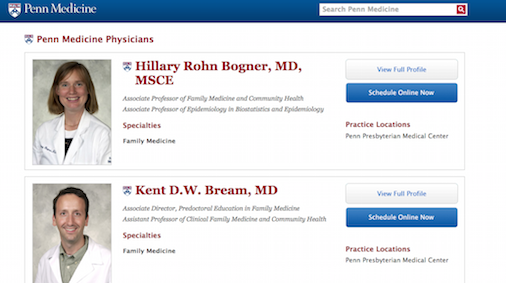 Penn Medicine
Search Penn Medicine
Penn Medicine Physicians
Hillary Rohn Bogner, MD,
MSCE
Associate Professor of Family Medicine and Community Health
Associate Professor of Epidemiology in Biostatistics and Epidemiology
Specialties
Family Medicine
View Full Profile
Schedule Online Now
Practice Locations
Penn Presbyterian Medical Center
Kent D.W. Bream, MD
Associate Director, Predoctoral Education in Family Medicine
Assistant Professor of Clinical Family Medicine and Community Health
Specialties
Family Medicine
View Full Profile
Schedule Online Now
Practice Locations
Penn Presbyterian Medical Center